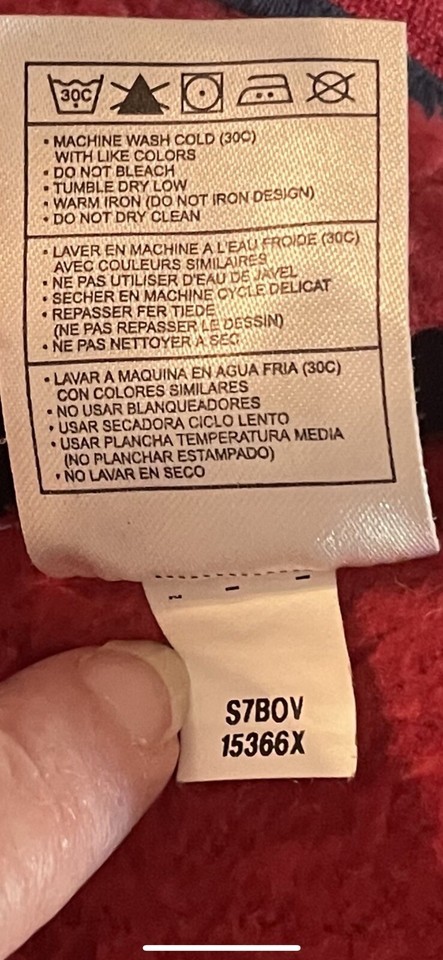 30C
• MACHINE WASH COLD (30C)
WITH LIKE COLORS
• DO NOT BLEACH
• TUMBLE DRY LOW
• WARM IRON (DO NOT IRON DESIGN)
• DO NOT DRY CLEAN
• LAVER EN MACHINE A L'EAU FROIDE (30C)
AVEC COULEURS SIMILAIRES
• NE PAS UTILISER D'EAU DE JAVEL
• SECHER EN MACHINE CYCLE DELICAT
• REPASSER FER TIEDE
(NE PAS REPASSER LE DESSIN)
• NE PAS NETTOYER A SEC
• LAVAR A MAQUINA EN AGUA FRIA (30C)
CON COLORES SIMILARES
• NO USAR BLANQUEADORES
• USAR SECADORA CICLO LENTO
• USAR PLANCHA TEMPERATURA MEDIA
(NO PLANCHAR ESTAMPADO)
• NO LAVAR EN SECO
S7BOV
15366X